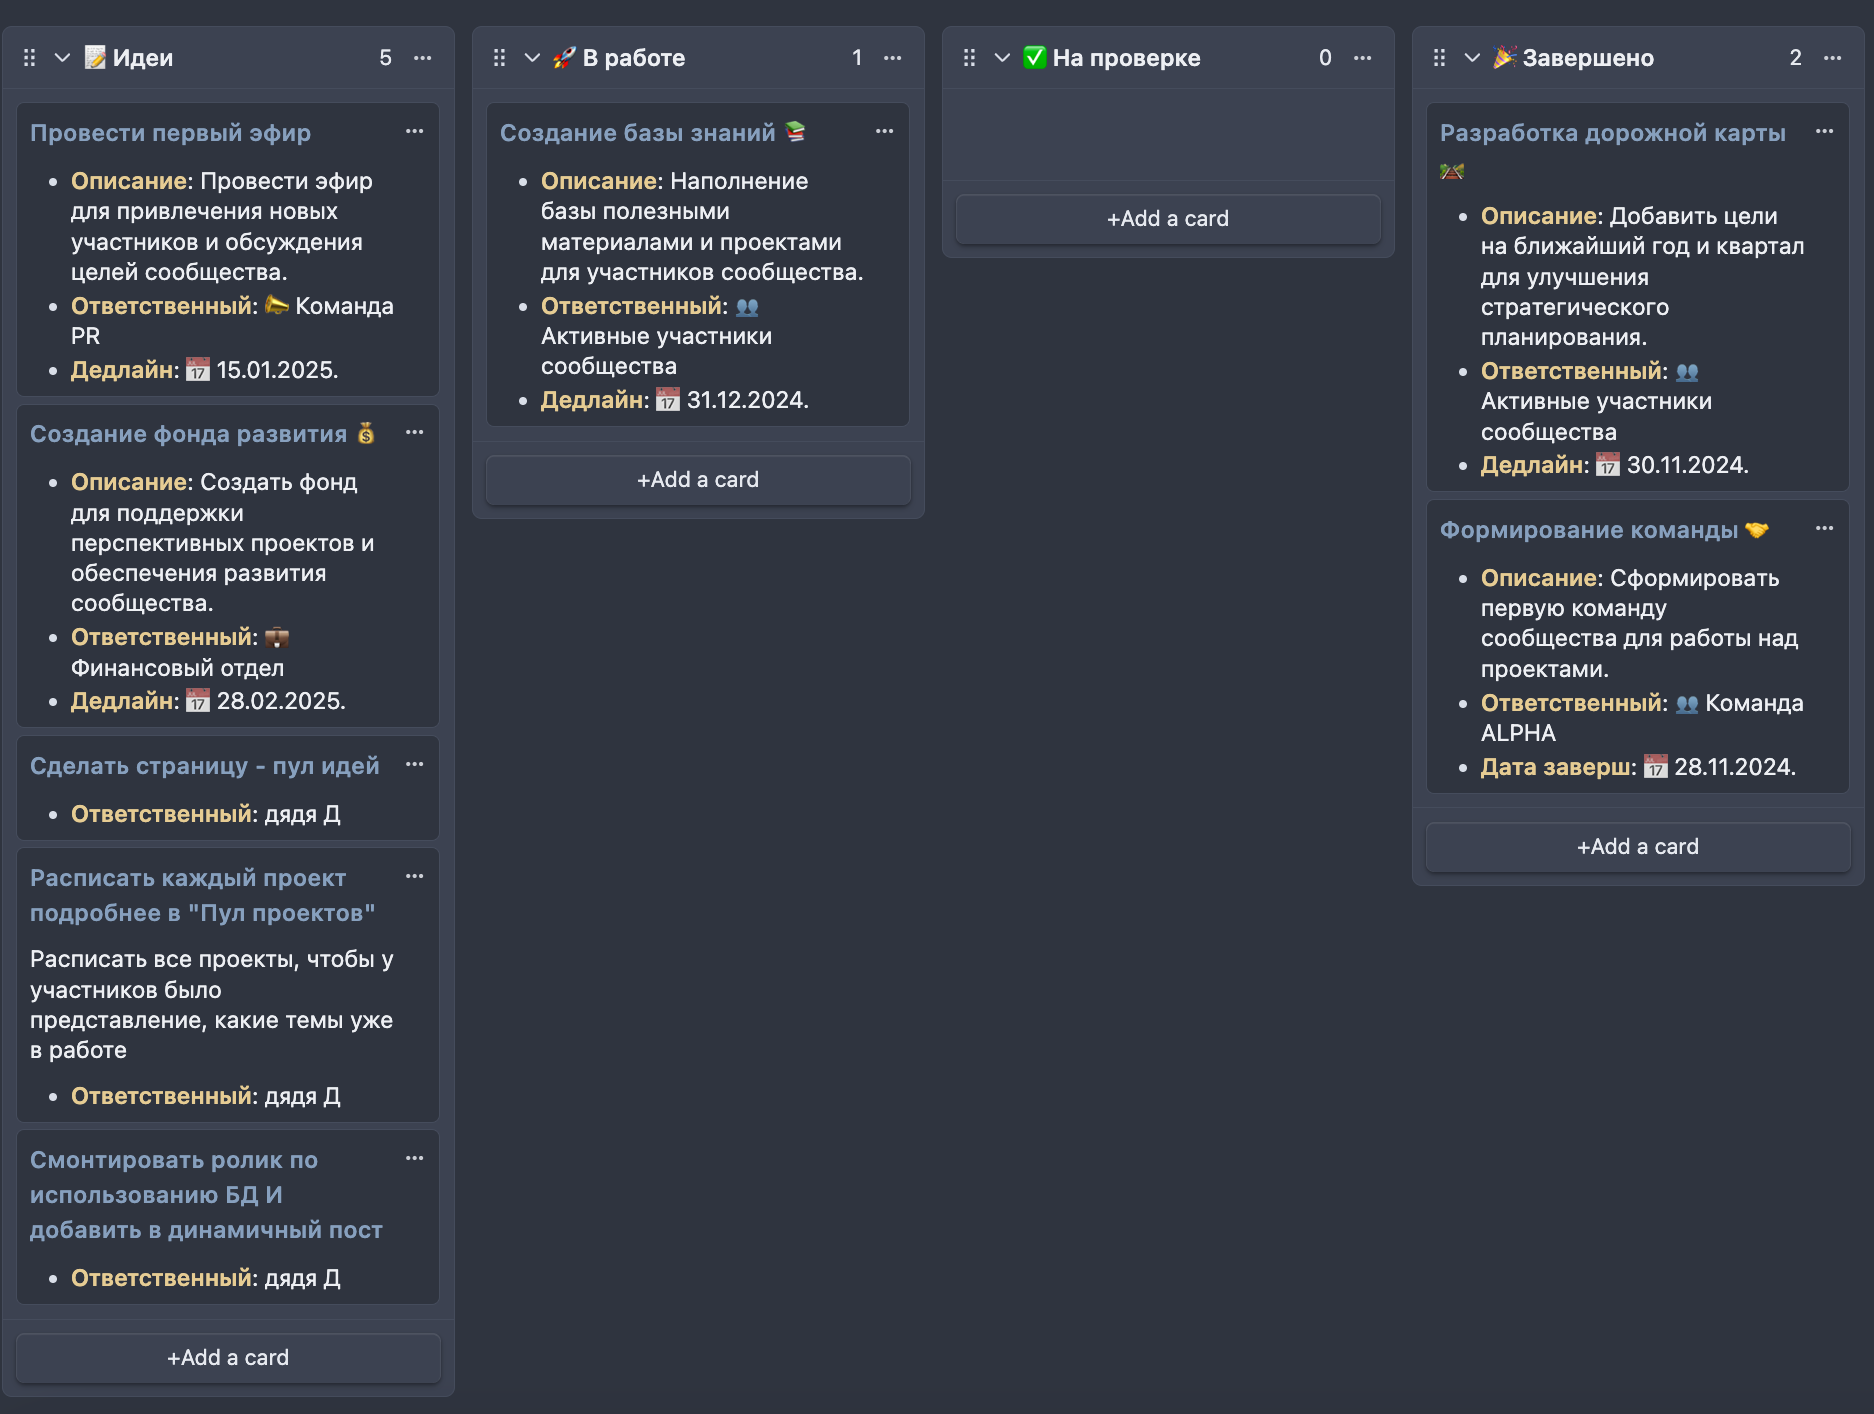 📝 Идеи 5
Провести первый эфир
Описание: Провести эфир
для привлечения новых
участников и обсуждения
целей сообщества.
Ответственный: 📣 Команда
PR
Дедлайн: 📅 15.01.2025.
Создание фонда развития 💰
Описание: Создать фонд
для поддержки
перспективных проектов и
обеспечения развития
сообщества.
Ответственный: 💼
Финансовый отдел
Дедлайн: 📅 28.02.2025.
Сделать страницу - пул идей
Ответственный: дядя Д
Расписать каждый проект
подробнее в "Пул проектов"
Расписать все проекты, чтобы у
участников было
представление, какие темы уже
в работе
Ответственный: дядя Д
Смонтировать ролик по
использованию БД И
добавить в динамичный пост
Ответственный: дядя Д
+Add a card
🚀 В работе 1
Создание базы знаний 📚
Описание: Наполнение
базы полезными
материалами и проектами
для участников сообщества.
Ответственный: 👥
Активные участники
сообщества
Дедлайн: 📅 31.12.2024.
+Add a card
✅ На проверке 0
+Add a card
🎉 Завершено 2
Разработка дорожной карты
🛤️
Описание: Добавить цели
на ближайший год и квартал
для улучшения
стратегического
планирования.
Ответственный: 👥
Активные участники
сообщества
Дедлайн: 📅 30.11.2024.
Формирование команды 🤝
Описание: Сформировать
первую команду
сообщества для работы над
проектами.
Ответственный: 👥 Команда
ALPHA
Дата заверш: 📅 28.11.2024.
+Add a card